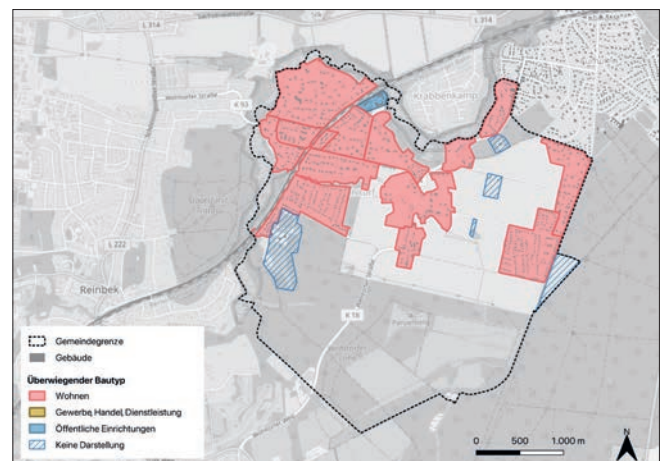 L 314
L 314
K 93
Krabbenkamp
L 222
Reinbek
K 18
Gemeindegrenze
Gebäude
Überwiegender Bautyp
Wohnen
Gewerbe, Handel, Dienstleistung
Öffentliche Einrichtungen
Keine Darstellung
N
0 500 1.000 m